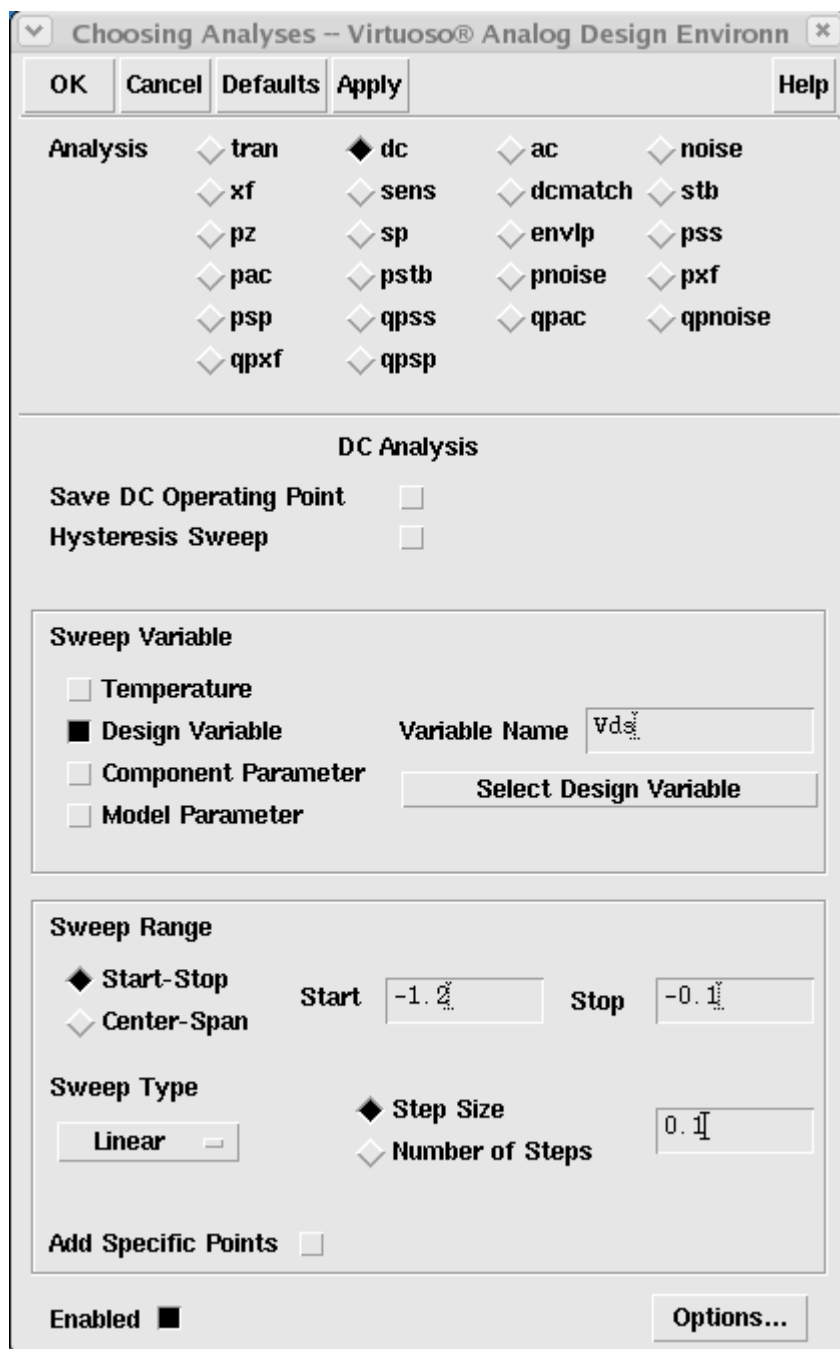 Choosing Analyses -- Virtuoso® Analog Design Environn
OK Cancel Defaults Apply Help
Analysis tran dc ac noise
xf sens dcmatch stb
pz sp envlp pss
pac pstb pnoise pxf
psp qpss qpac qpnoise
qpxf qpsp
DC Analysis
Save DC Operating Point
Hysteresis Sweep
Sweep Variable
Temperature
Design Variable Variable Name Vds
Component Parameter Select Design Variable
Model Parameter
Sweep Range
Start-Stop Start -1.2 Stop -0.1
Center-Span
Sweep Type
Step Size 0.1
Linear Number of Steps
Add Specific Points
Enabled Options...